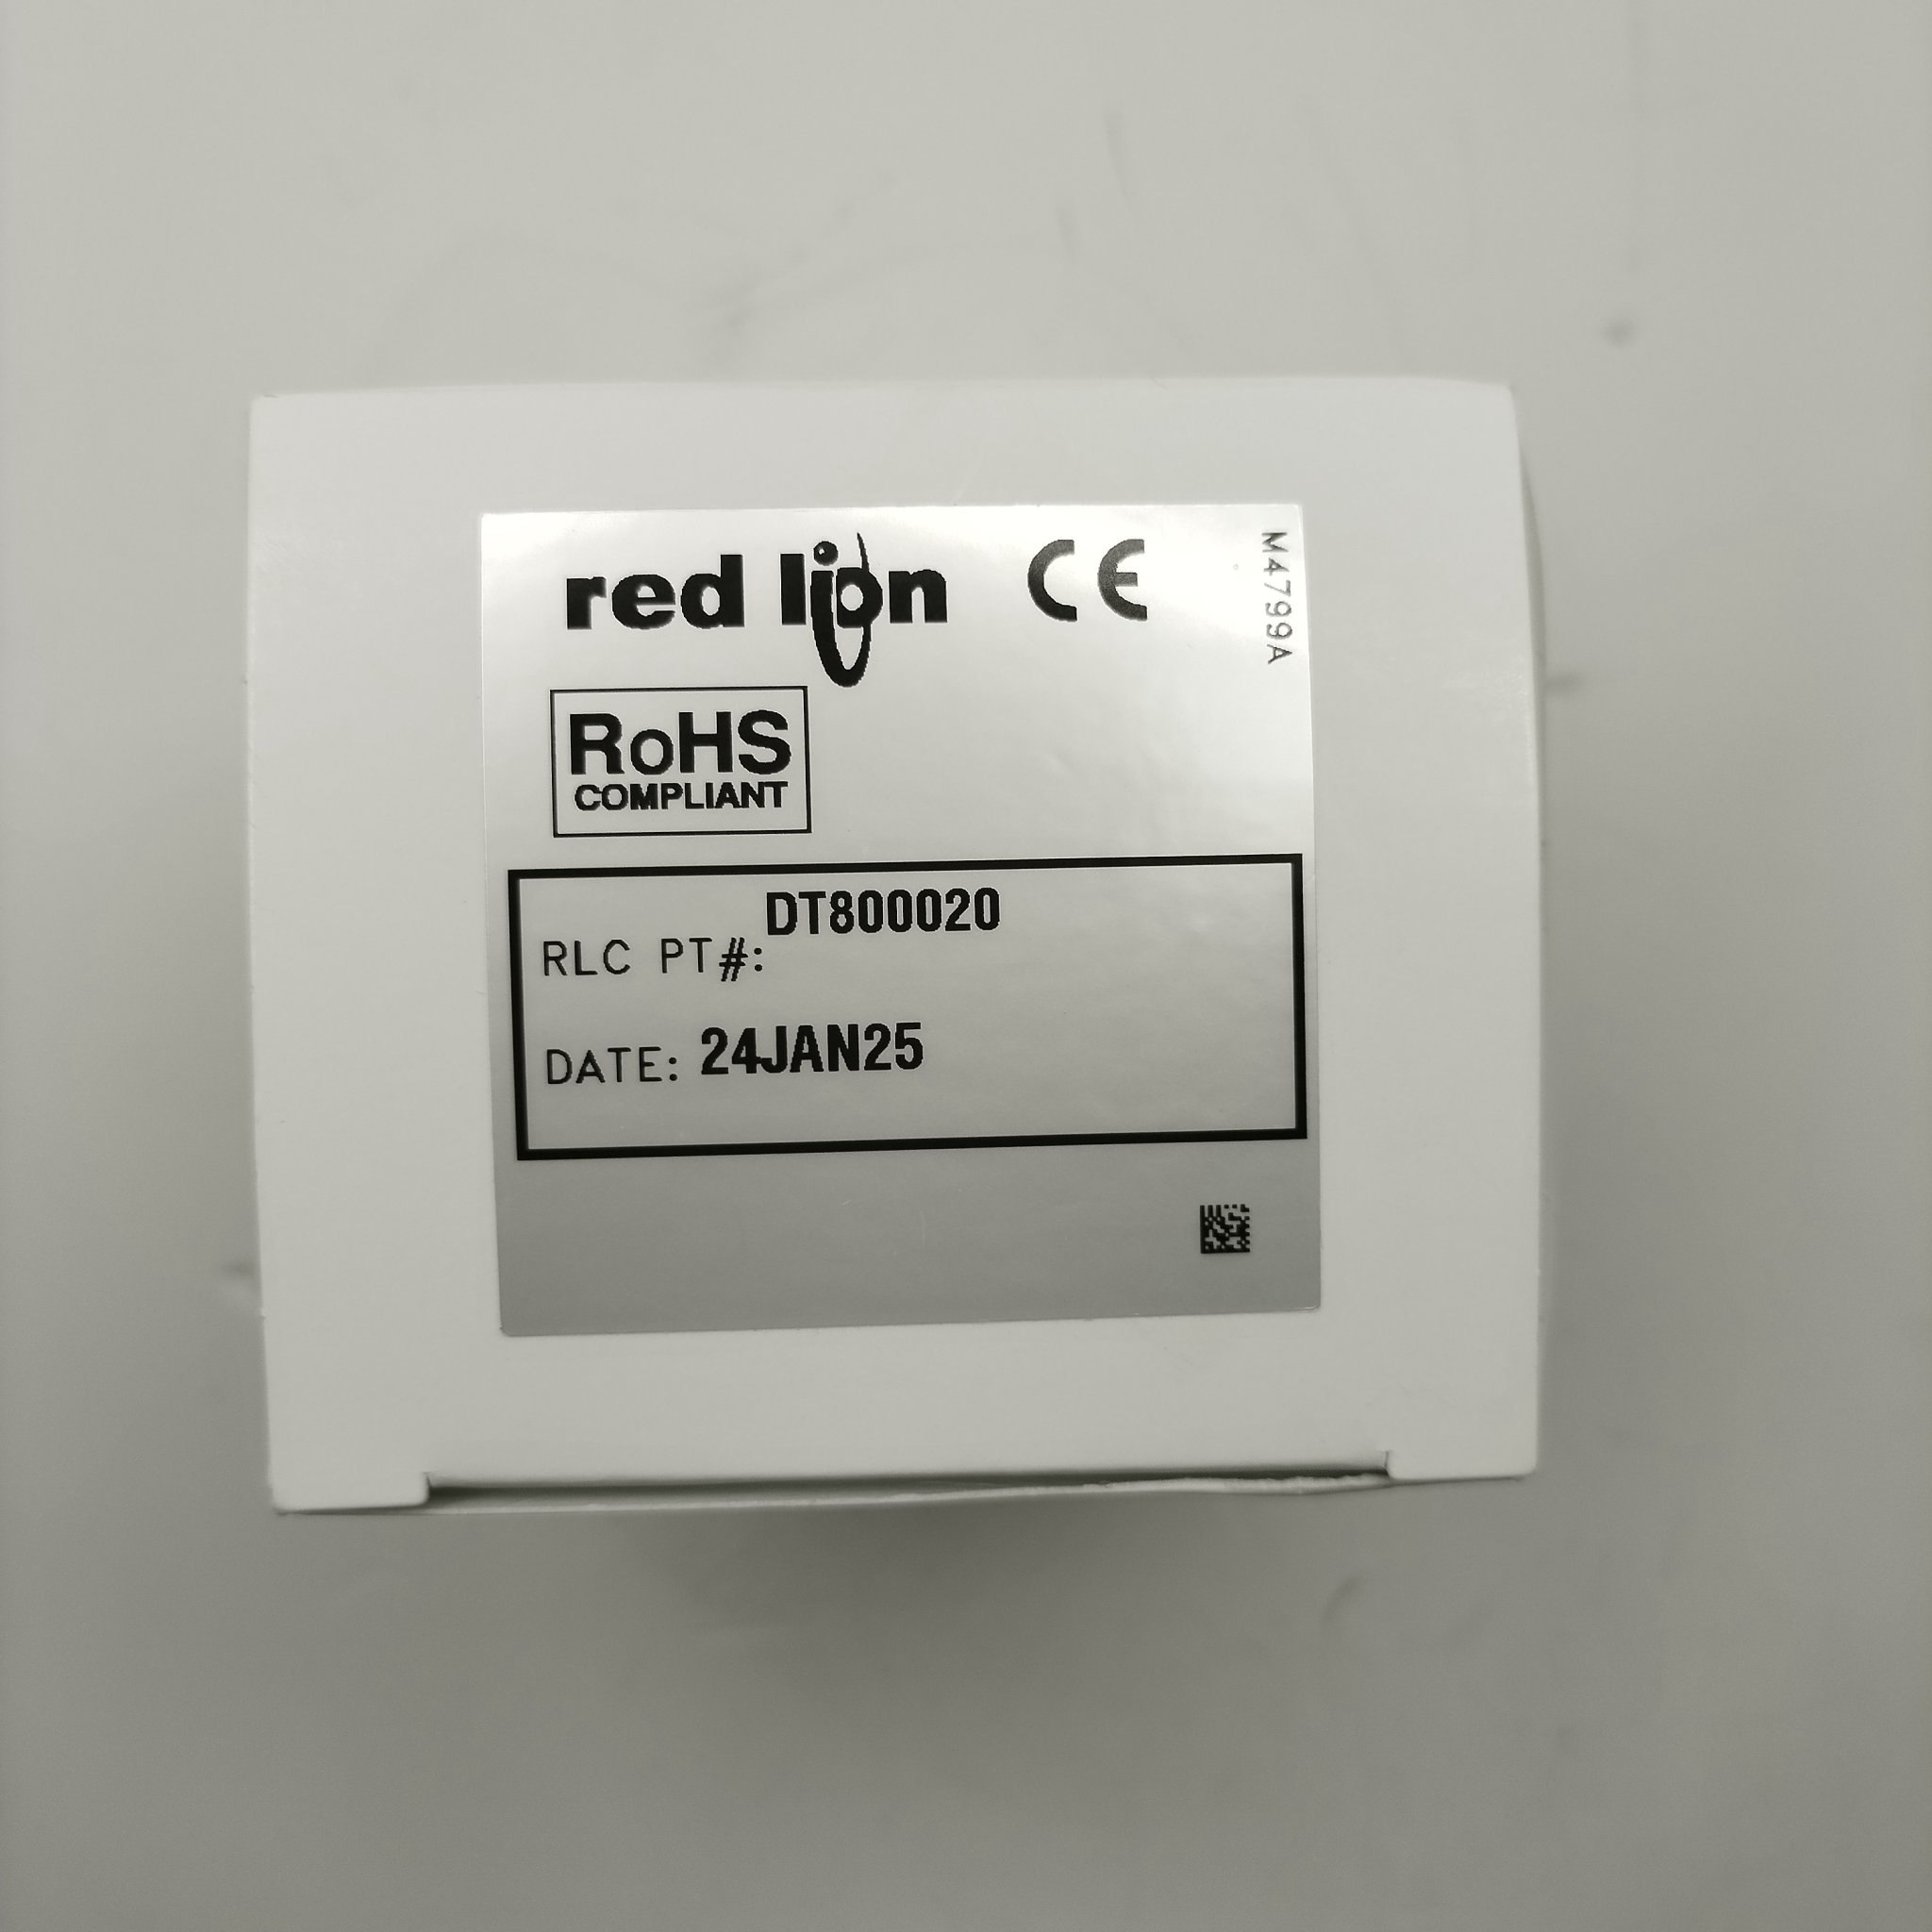 red lion CE
M4799A
RoHS
COMPLIANT
RLC PT#: DT800020
DATE: 24JAN25